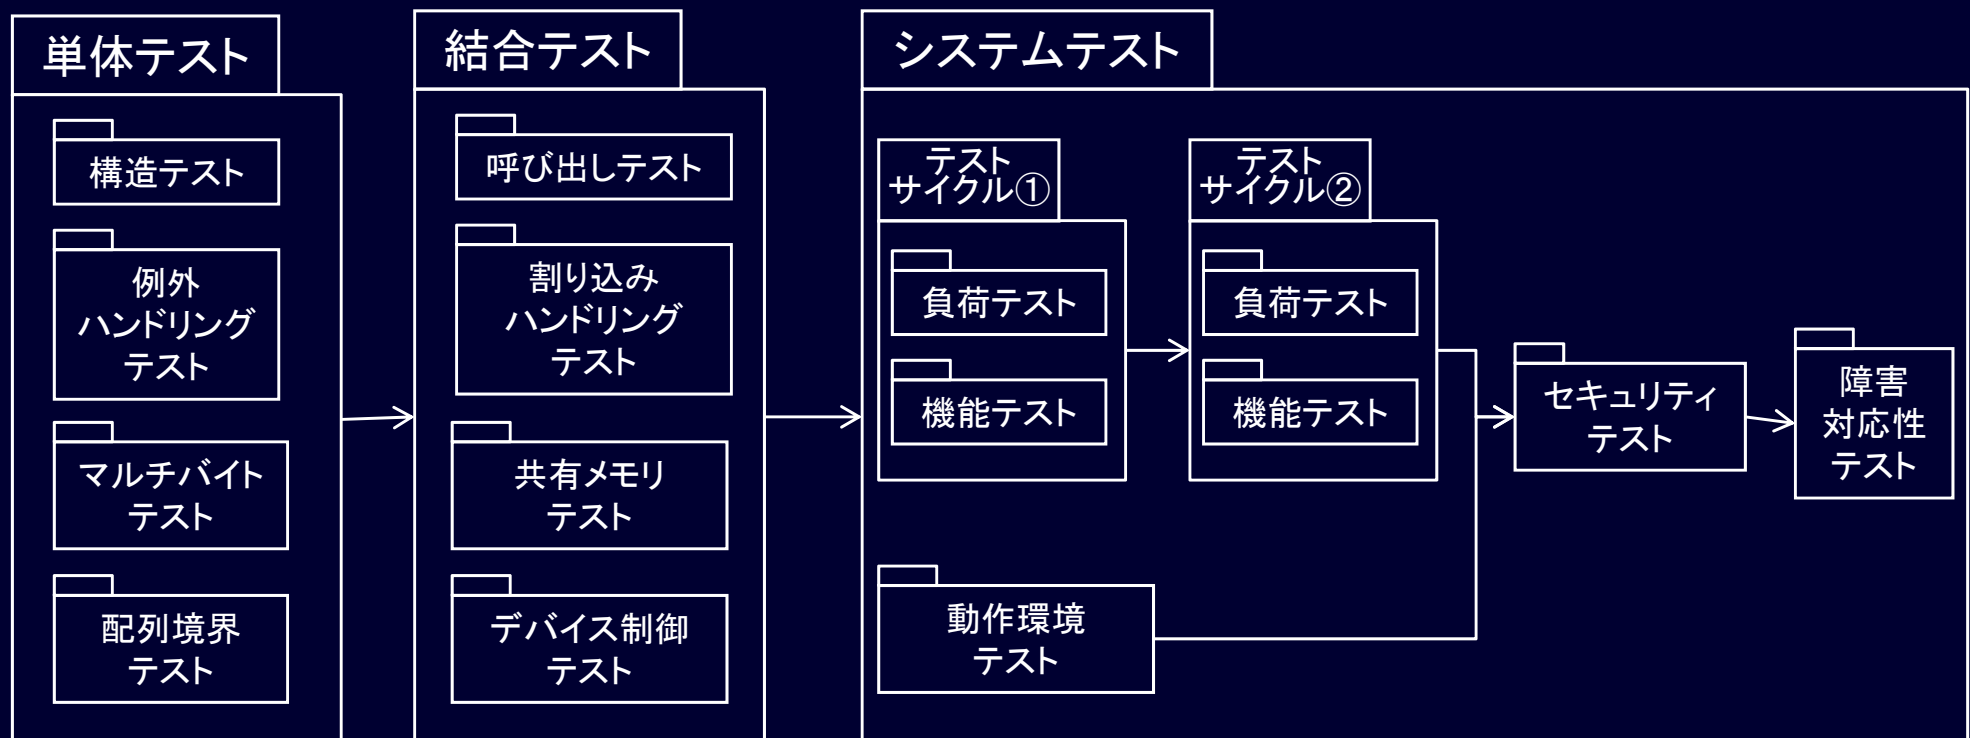 単体テスト
構造テスト
例外
ハンドリング
テスト
マルチバイト
テスト
配列境界
テスト
結合テスト
呼び出しテスト
割り込み
ハンドリング
テスト
共有メモリ
テスト
デバイス制御
テスト
システムテスト
テスト
サイクル①
負荷テスト
機能テスト
テスト
サイクル②
負荷テスト
機能テスト
動作環境
テスト
セキュリティ
テスト
障害
対応性
テスト